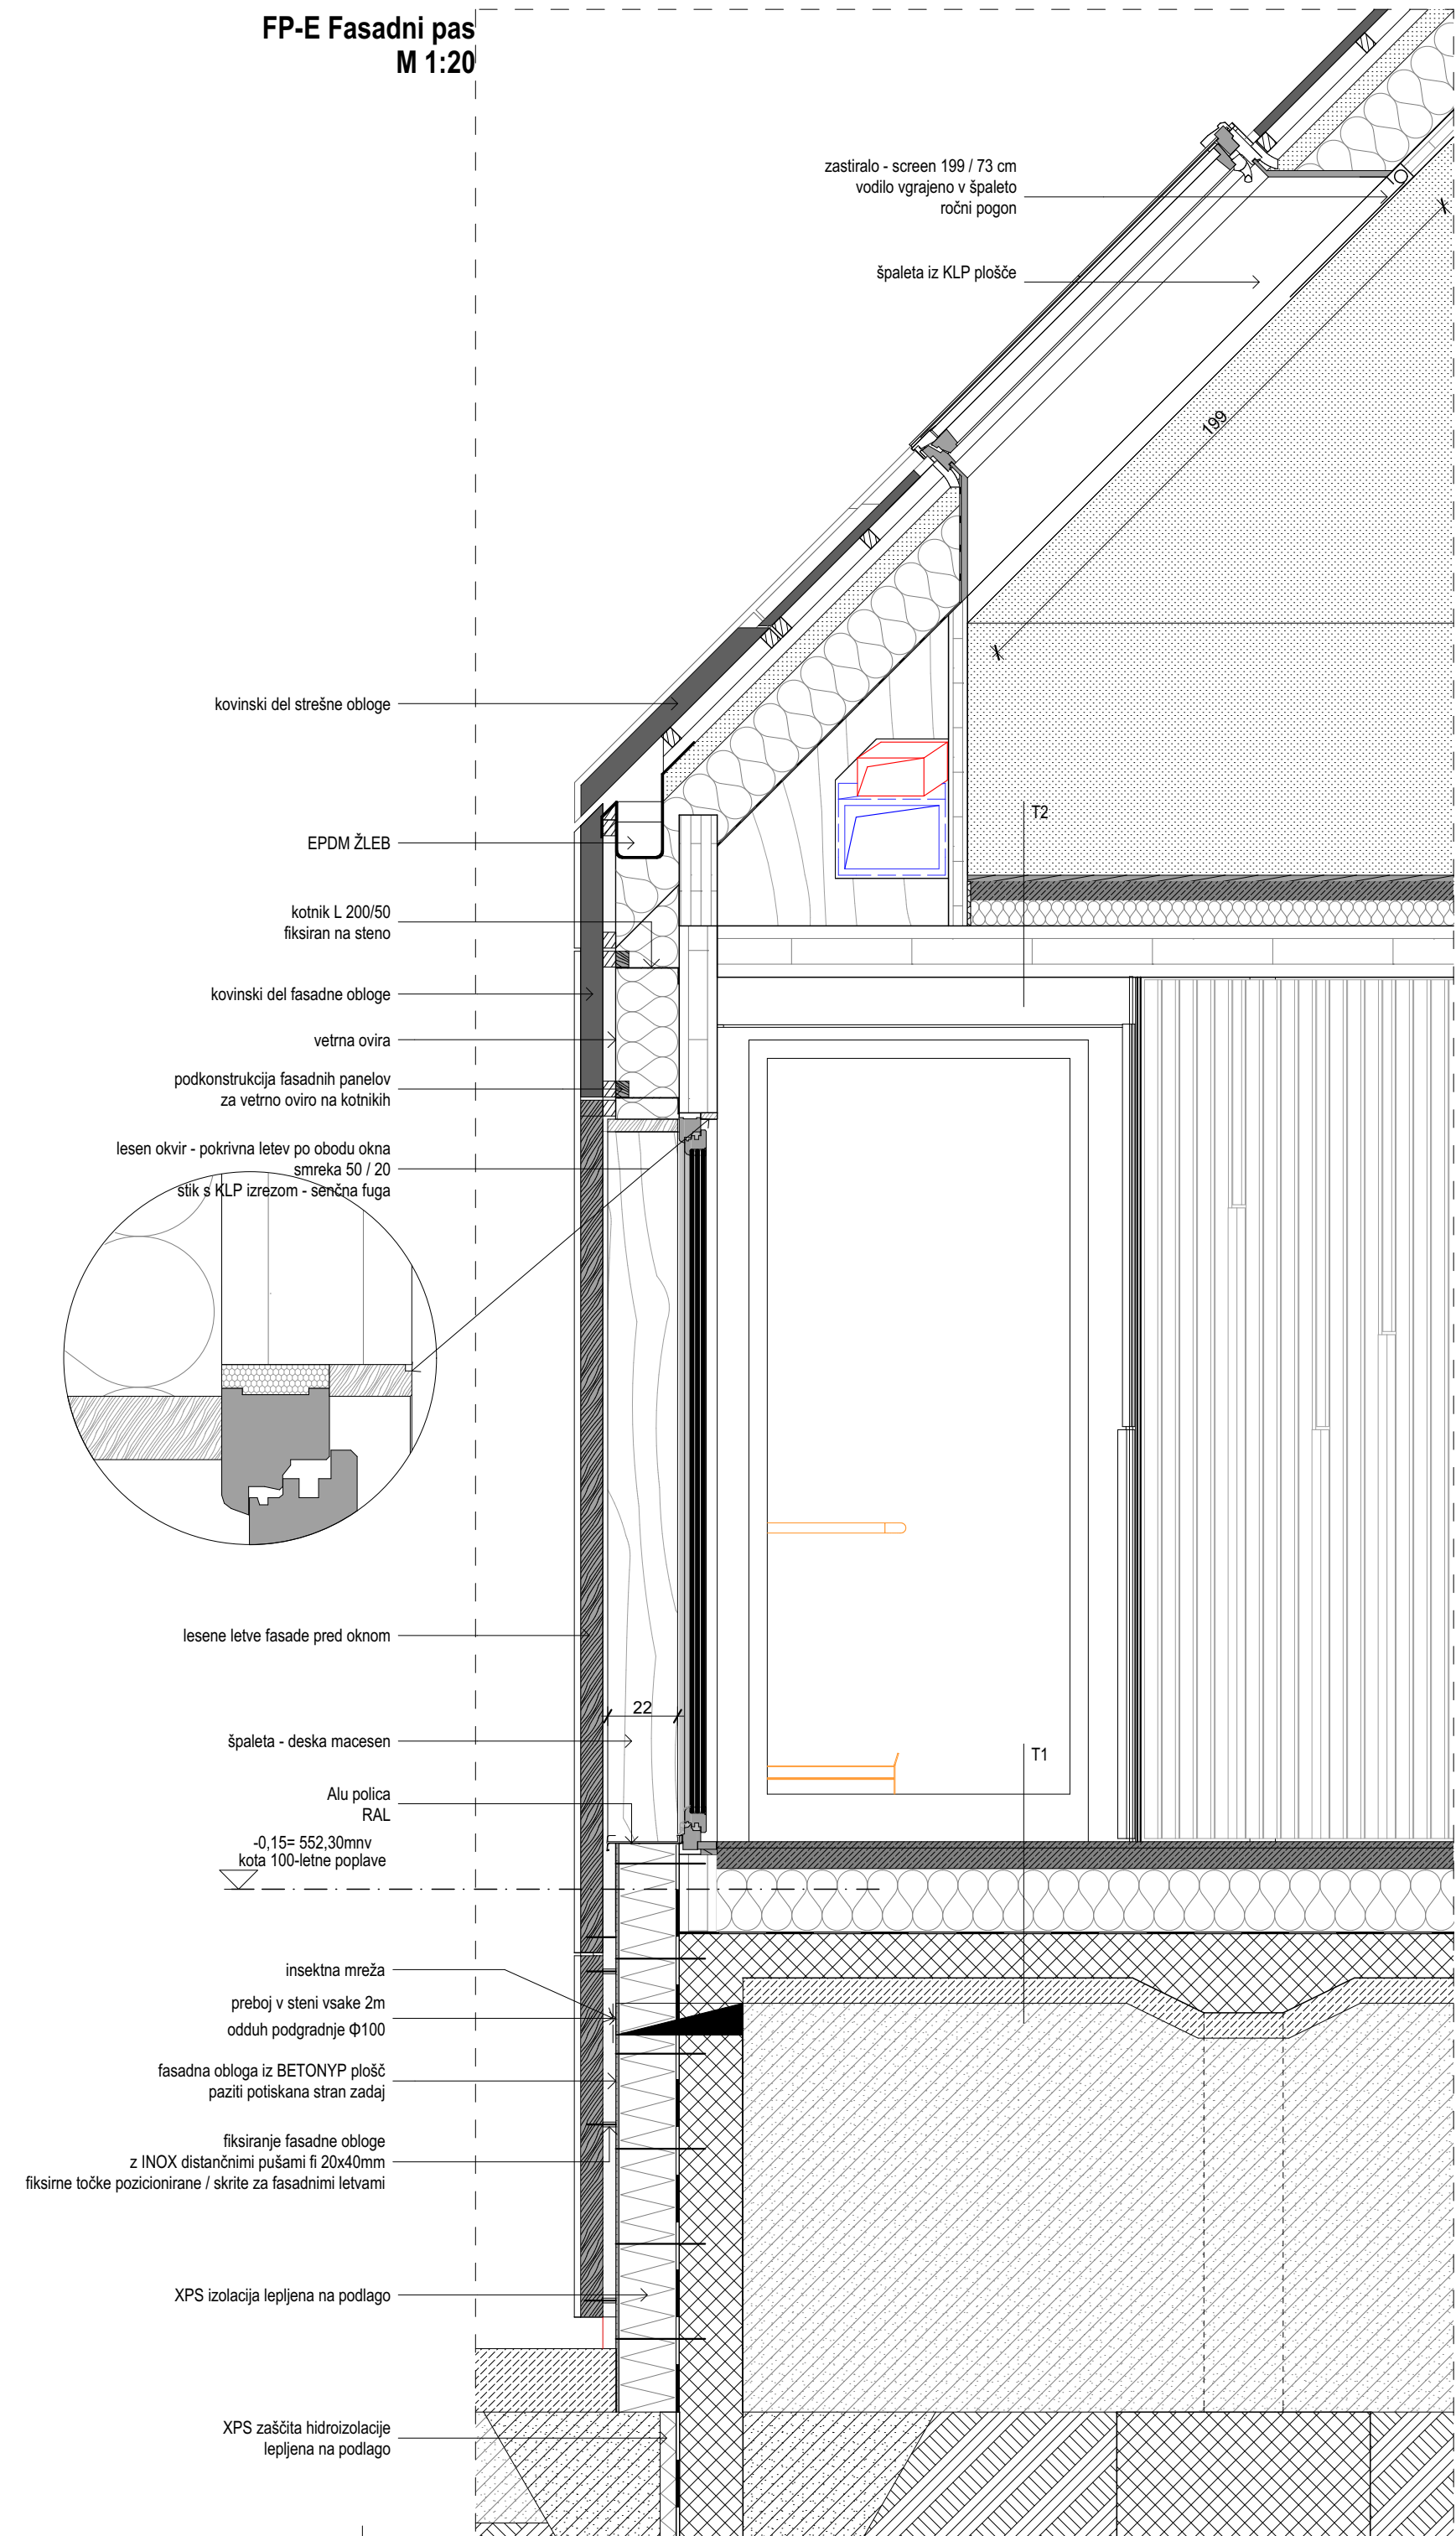 FP-E Fasadni pas
M 1:20
zastiralo - screen 199 / 73 cm
vodilo vgrajeno v špaleto
ročni pogon
špaleta iz KLP plošče
199
kovinski del strešne obloge
T2
EPDM ŽLEB
kotnik L 200/50
fiksiran na steno
kovinski del fasadne obloge
vetrna ovira
podkonstrukcija fasadnih panelov
za vetrno oviro na kotnikih
lesen okvir - pokrivna letev po obodu okna
smreka 50 / 20
stik s KLP izrezom - senčna fuga
lesene letve fasade pred oknom
22
špaleta - deska macesen
T1
Alu polica
RAL
-0,15= 552,30mnv
kota 100-letne poplave
insektna mreža
preboj v steni vsake 2m
odduh podgradnje Φ100
fasadna obloga iz BETONYP plošč
paziti potiskana stran zadaj
fiksiranje fasadne obloge
z INOX distančnimi pušami fi 20x40mm
fiksirne točke pozicionirane / skrite za fasadnimi letvami
XPS izolacija lepljena na podlago
XPS zaščita hidroizolacije
lepljena na podlago